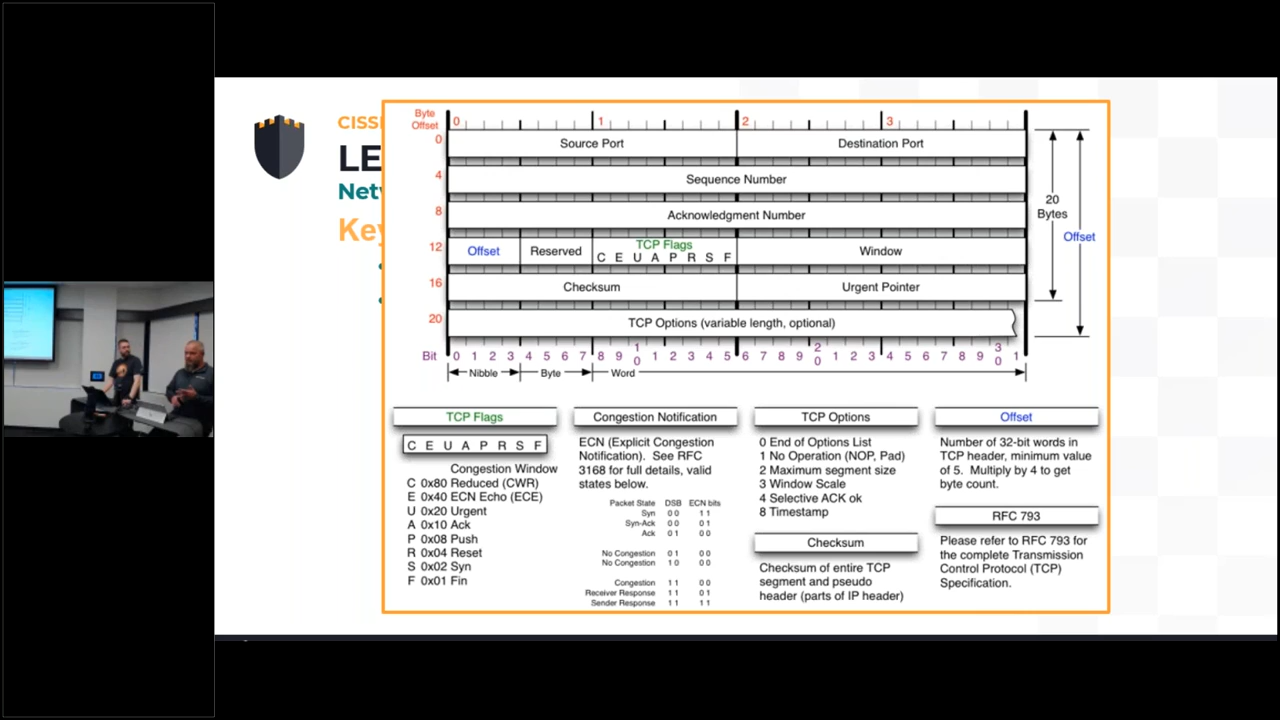 CISS
LE
Net
Key
Byte
Offset
0 1 2 3
0 Source Port Destination Port
4 Sequence Number
8 Acknowledgment Number
12 Offset Reserved TCP Flags Window
C E U A P R S F
16 Checksum Urgent Pointer
20 TCP Options (variable length, optional)
20
Bytes
Offset
Bit 0 1 2 3 4 5 6 7 8 9 10 1 2 3 4 5 6 7 8 9 20 1 2 3 4 5 6 7 8 9 30 1
Nibble Byte Word
TCP Flags
C E U A P R S F
Congestion Window
C 0x80 Reduced (CWR)
E 0x40 ECN Echo (ECE)
U 0x20 Urgent
A 0x10 Ack
P 0x08 Push
R 0x04 Reset
S 0x02 Syn
F 0x01 Fin
Congestion Notification
ECN (Explicit Congestion
Notification). See RFC
3168 for full details, valid
states below.
Packet State DSB ECN bits
Syn 0 0 1 1
Syn-Ack 0 0 0 1
Ack 0 1 0 0
No Congestion 0 1 0 0
No Congestion 1 0 0 0
Congestion 1 1 0 0
Receiver Response 1 1 0 1
Sender Response 1 1 1 1
TCP Options
0 End of Options List
1 No Operation (NOP, Pad)
2 Maximum segment size
3 Window Scale
4 Selective ACK ok
8 Timestamp
Checksum
Checksum of entire TCP
segment and pseudo
header (parts of IP header)
Offset
Number of 32-bit words in
TCP header, minimum value
of 5. Multiply by 4 to get
byte count.
RFC 793
Please refer to RFC 793 for
the complete Transmission
Control Protocol (TCP)
Specification.